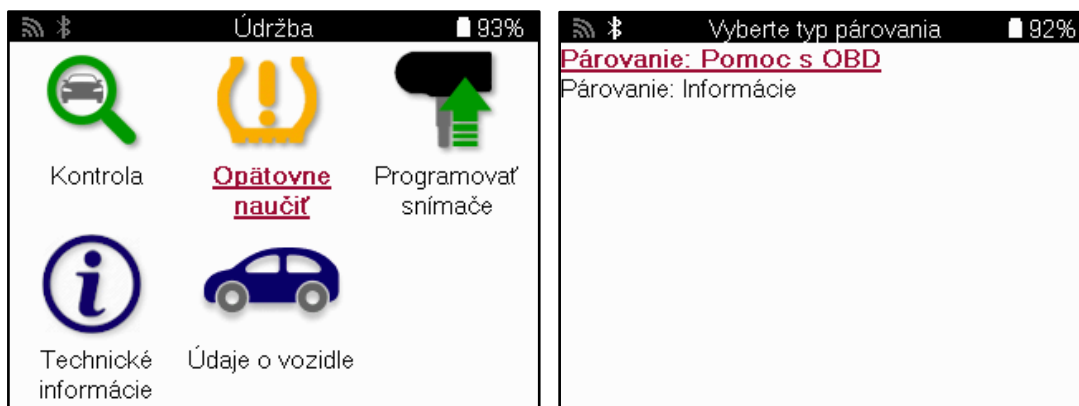 Údržba
93%
Kontrola
Opätovne
naučiť
Programovať
snímače
Technické
informácie
Údaje o vozidle
Vyberte typ párovania
92%
Párovanie: Pomoc s OBD
Párovanie: Informácie